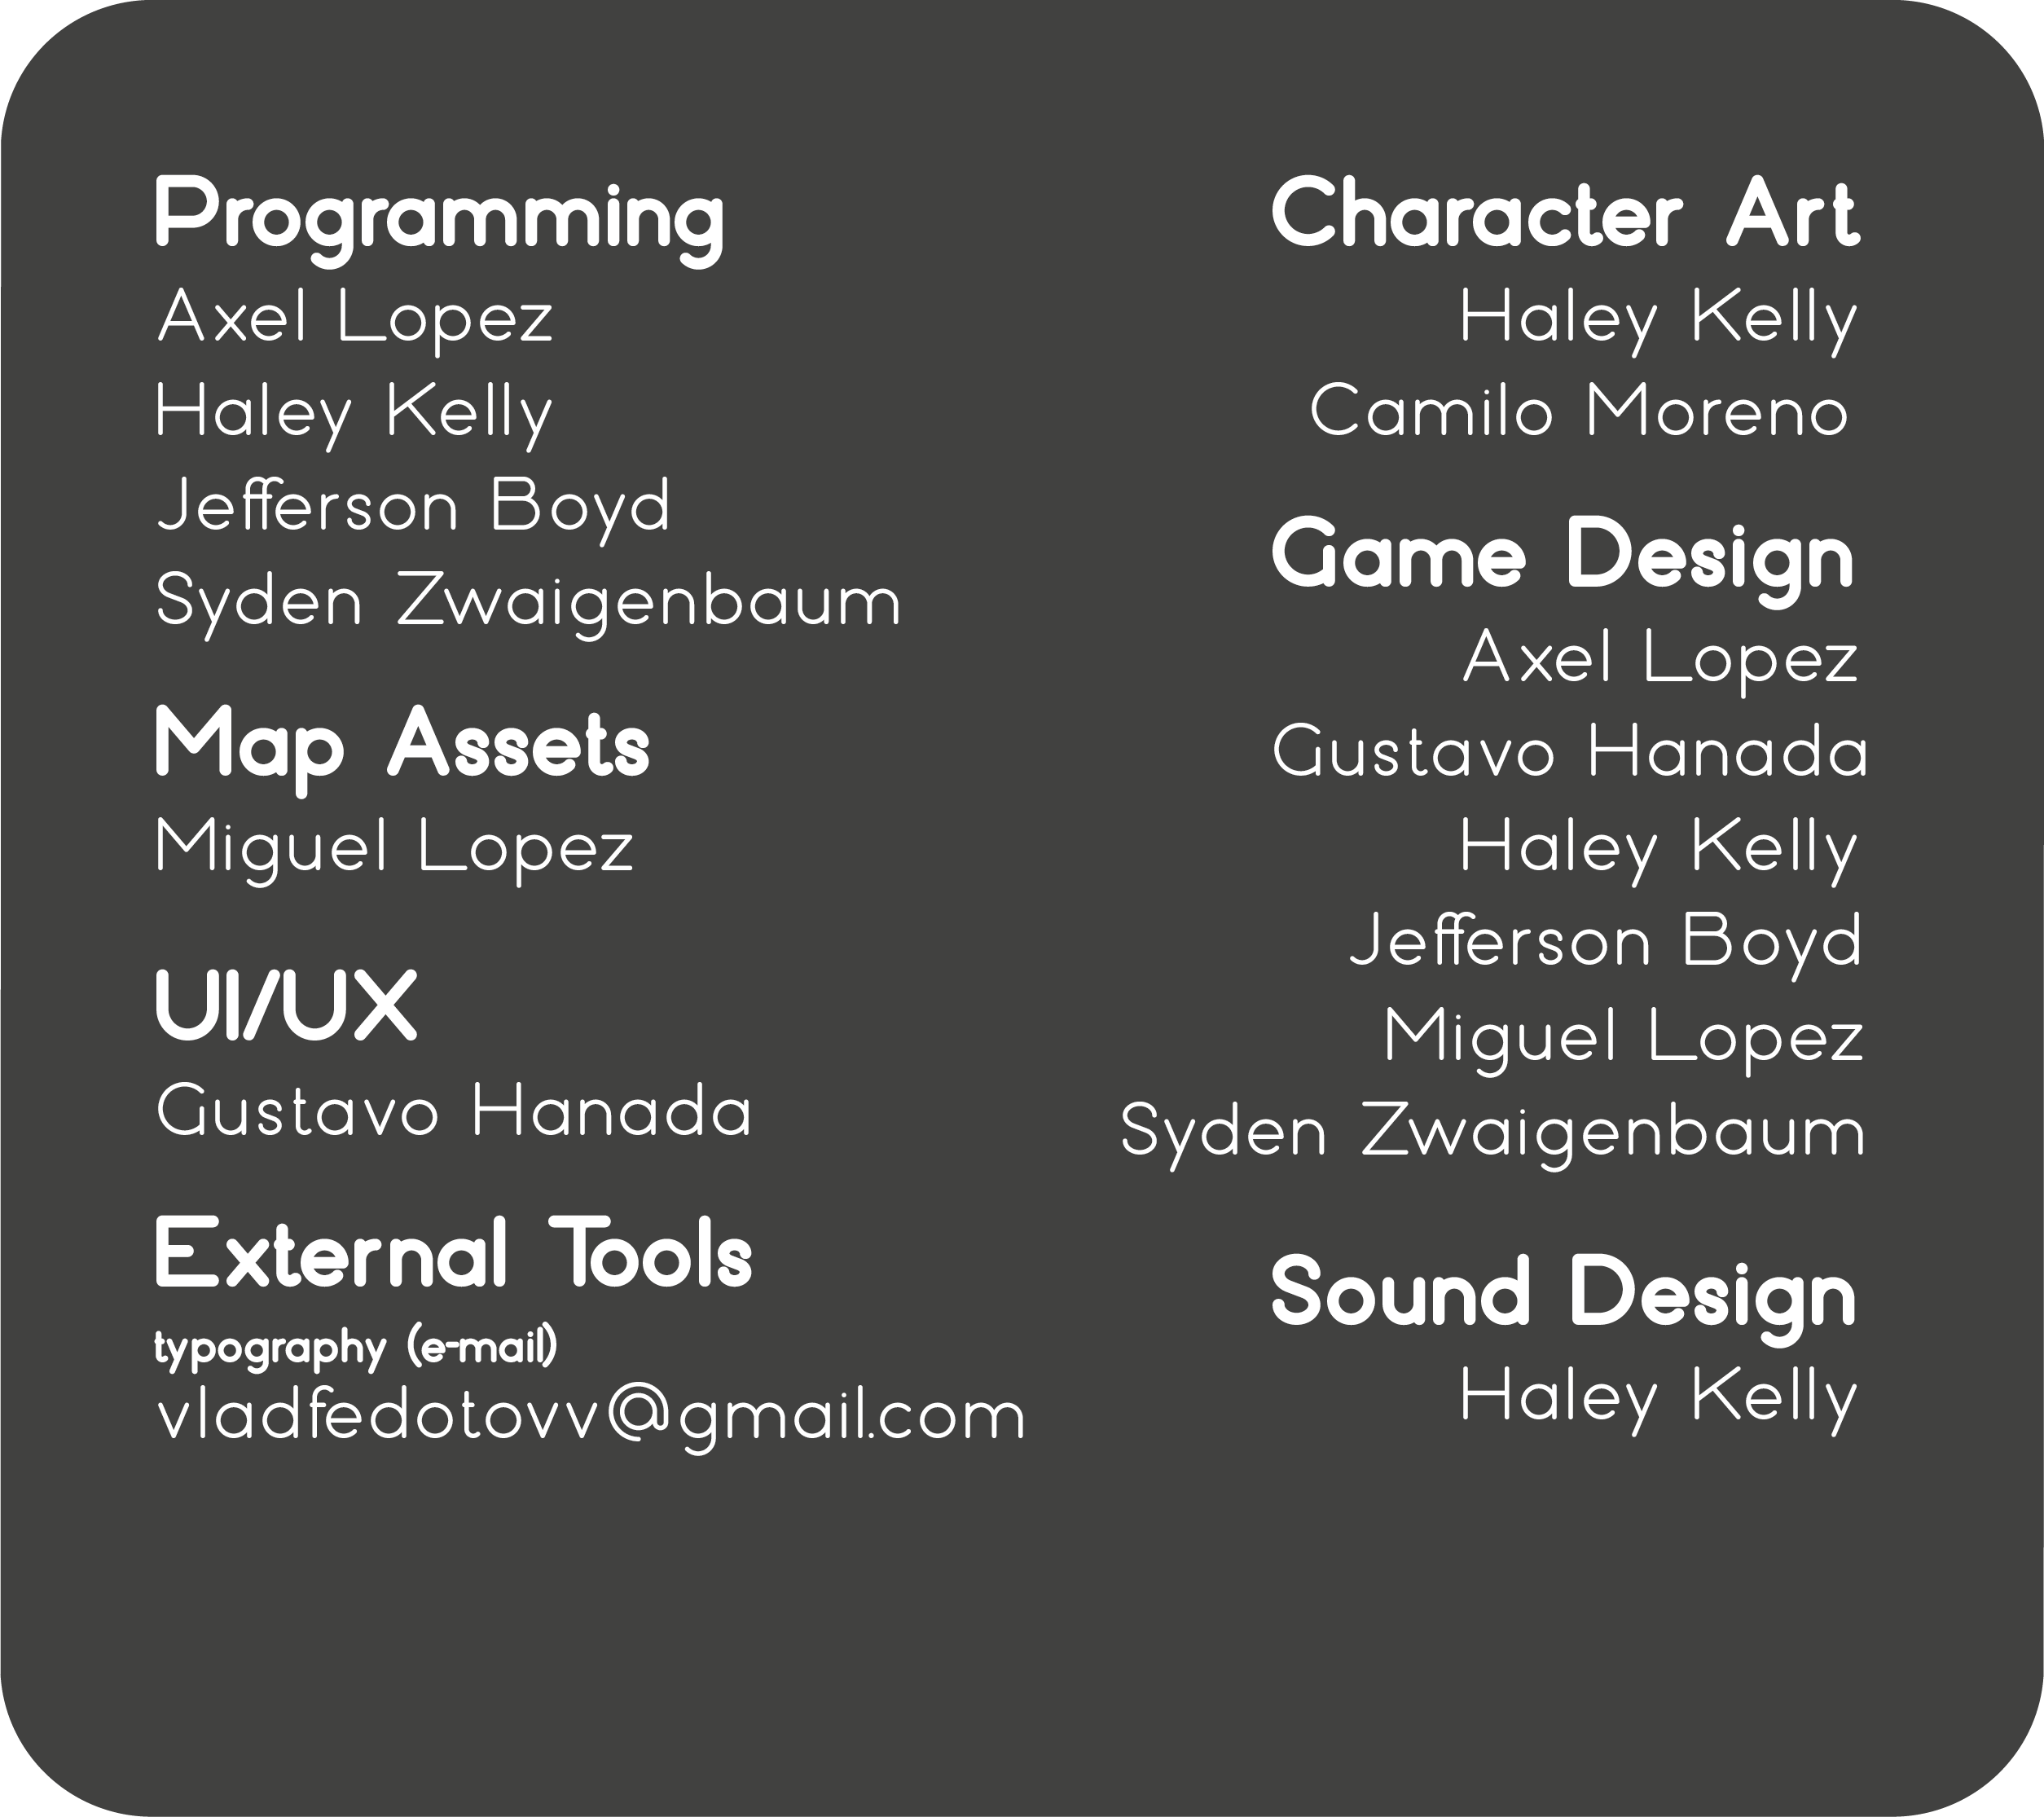 Programming
Axel Lopez
Haley Kelly
Jefferson Boyd
Syden Zwaigenbaum
Map Assets
Miguel Lopez
UI/UX
Gustavo Hanada
External Tools
typography (e-mail)
vladfedotovv@gmail.com
Character Art
Haley Kelly
Camilo Moreno
Game Design
Axel Lopez
Gustavo Hanada
Haley Kelly
Jefferson Boyd
Miguel Lopez
Syden Zwaigenbaum
Sound Design
Haley Kelly